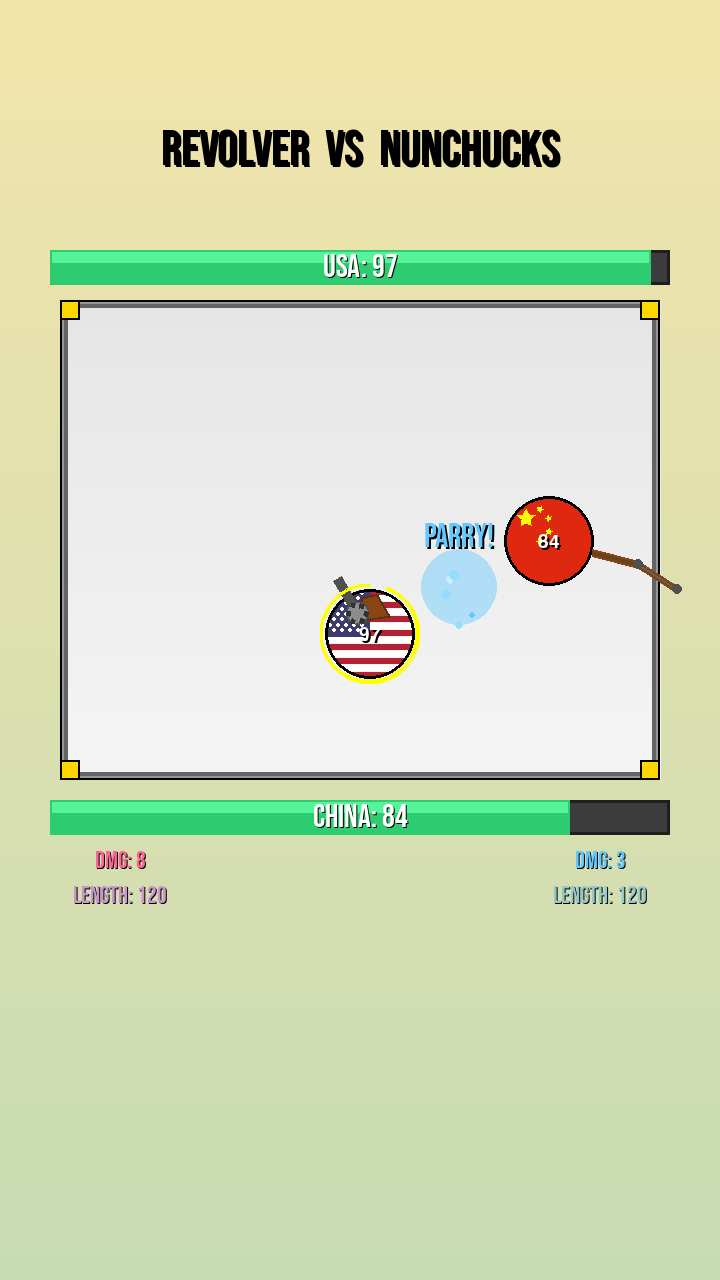 REVOLVER VS NUNCHUCKS
USA: 97
PARRY!
84
97
CHINA: 84
DMG: 8
DMG: 3
LENGTH: 120
LENGTH: 120